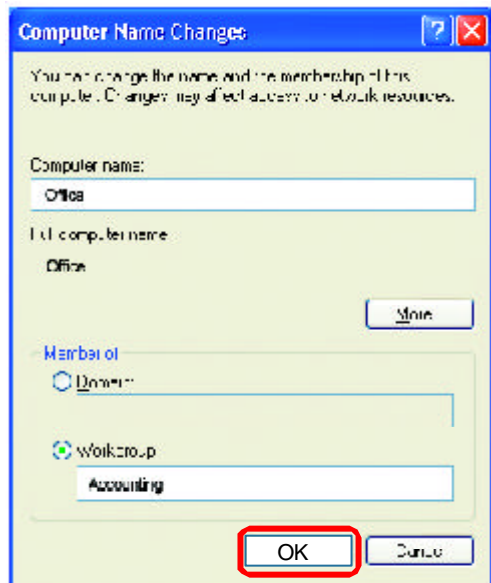 Computer Name Changes
You can change the name and the membership of this
computer. Changes may affect access to network resources.
Computer name:
Office
Full computer name:
Office
More...
Member of
Domain:
Workgroup:
Accounting
OK
Cancel